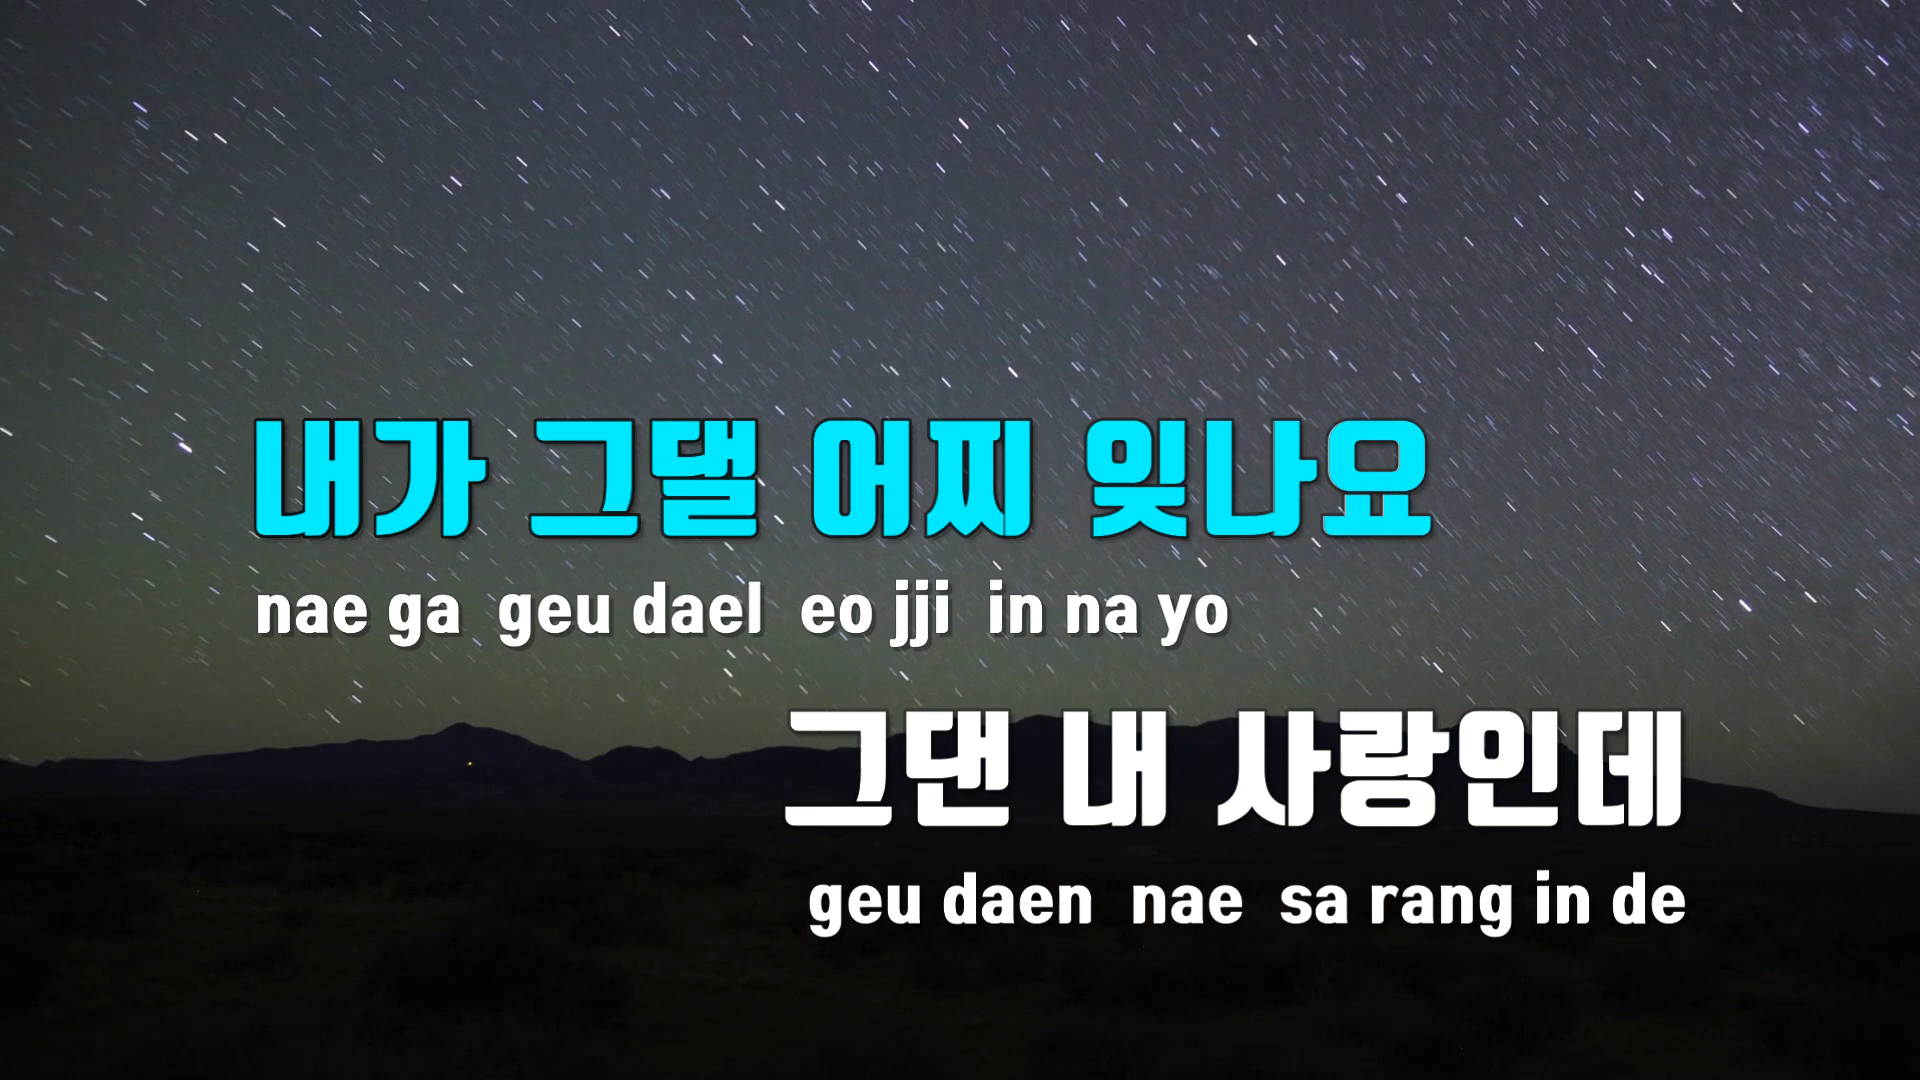 내가 그댈 어찌 잊나요
nae ga geu dael eo jji in na yo
그댄 내 사랑인데
geu daen nae sa rang in de